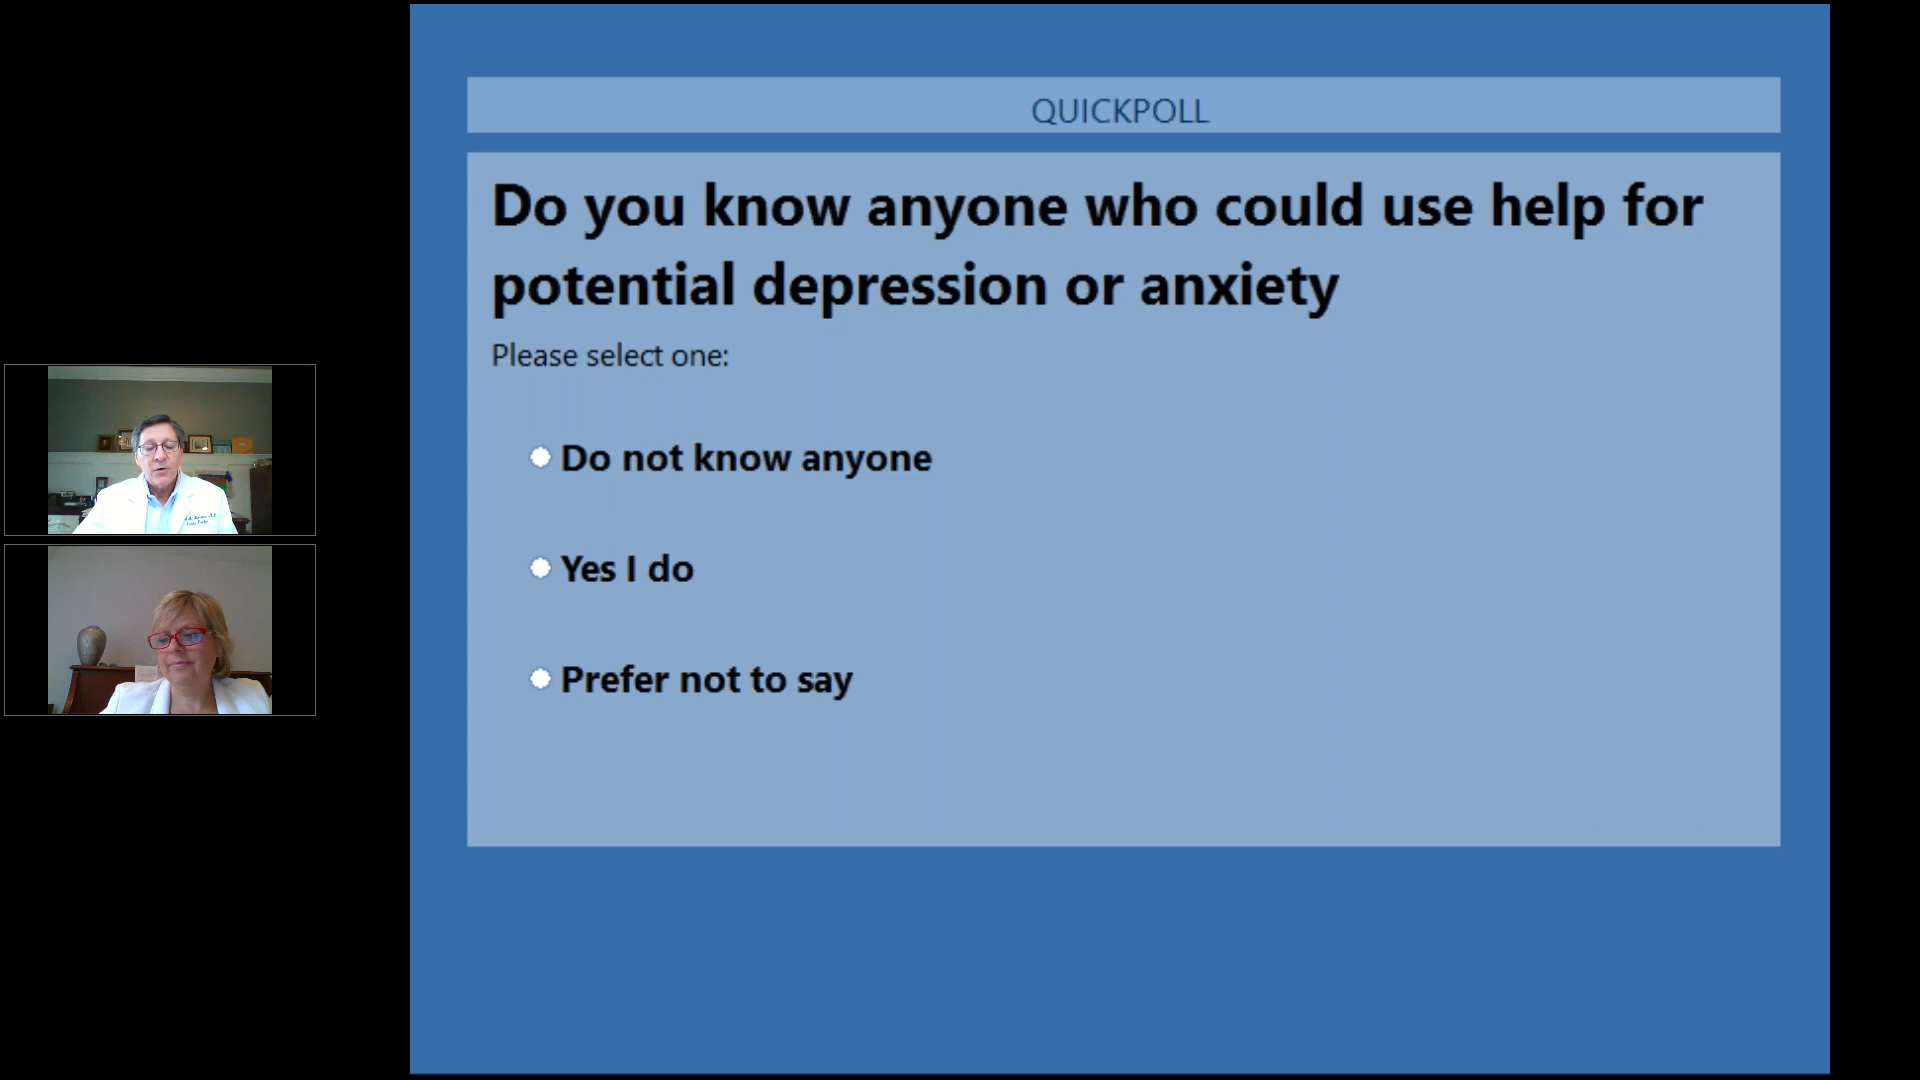 QUICKPOLL
Do you know anyone who could use help for
potential depression or anxiety
Please select one:
Do not know anyone
Yes I do
Prefer not to say